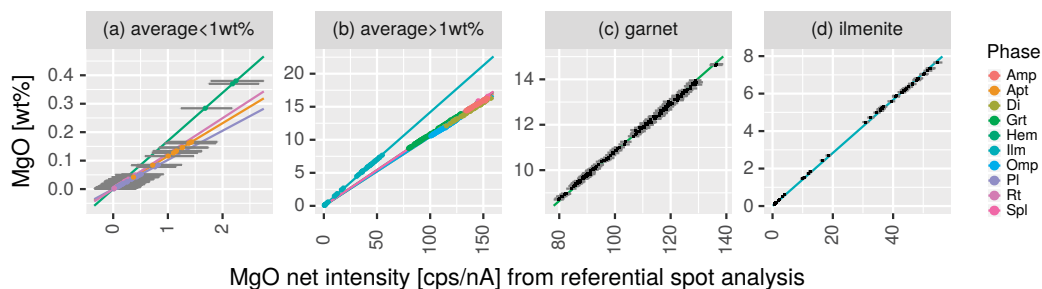 (a) average<1wt%
(b) average>1wt%
(c) garnet
(d) ilmenite
MgO [wt%]
0.4
0.3
0.2
0.1
0.0
0
1
2
20
15
10
5
0
0
50
100
150
14
12
10
80
100
120
140
8
6
4
2
0
0
20
40
MgO net intensity [cps/nA] from referential spot analysis
Phase
Amp
Apt
Di
Grt
Hem
Ilm
Omp
Pl
Rt
Spl